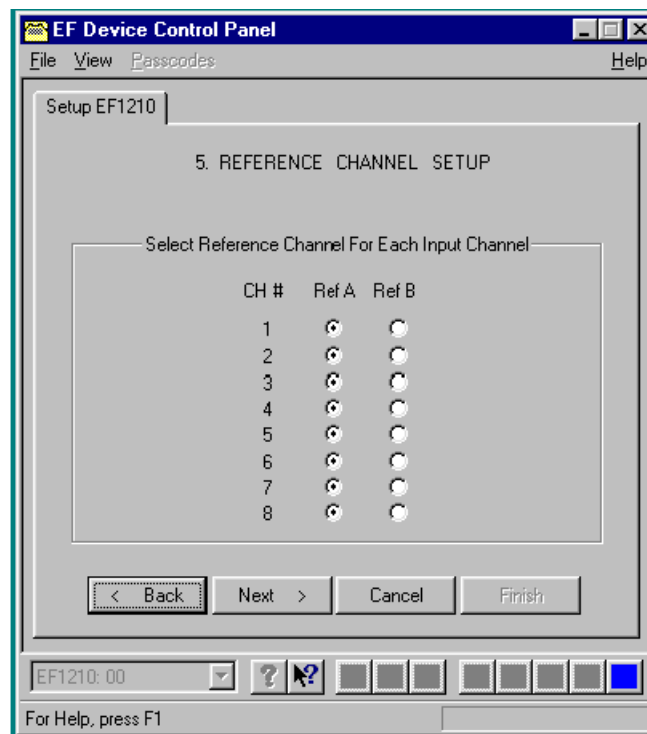 EF Device Control Panel
File View Passcodes Help
Setup EF1210
5. REFERENCE CHANNEL SETUP
Select Reference Channel For Each Input Channel
CH # Ref A Ref B
1
2
3
4
5
6
7
8
< Back Next > Cancel Finish
EF1210: 00 ? ?
For Help, press F1